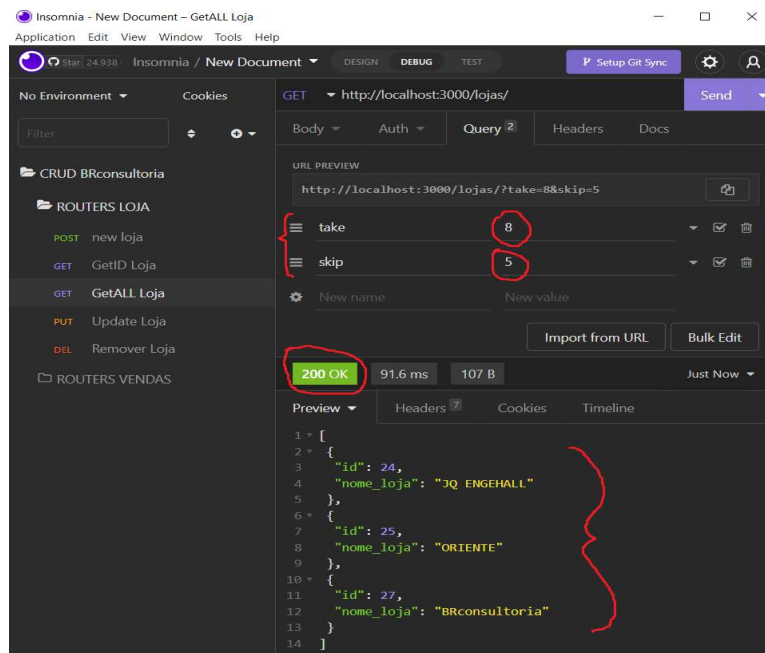 Insomnia - New Document – GetALL Loja
Application Edit View Window Tools Help
Star 24.938 Insomnia / New Document DESIGN DEBUG TEST Setup Git Sync
No Environment Cookies GET http://localhost:3000/lojas/ Send
Filter Body Auth Query 2 Headers Docs
URL PREVIEW
CRUD BRconsultoria http://localhost:3000/lojas/?take=8&skip=5
ROUTERS LOJA take 8
POST new loja
GET GetID Loja skip 5
GET GetALL Loja New name New value
PUT Update Loja Import from URL Bulk Edit
DEL Remover Loja
ROUTERS VENDAS 200 OK 91.6 ms 107 B Just Now
Preview Headers 7 Cookies Timeline
1 [
2 {
3 "id": 24,
4 "nome_loja": "JQ ENGEHALL"
5 },
6 {
7 "id": 25,
8 "nome_loja": "ORIENTE"
9 },
10 {
11 "id": 27,
12 "nome_loja": "BRconsultoria"
13 }
14 ]